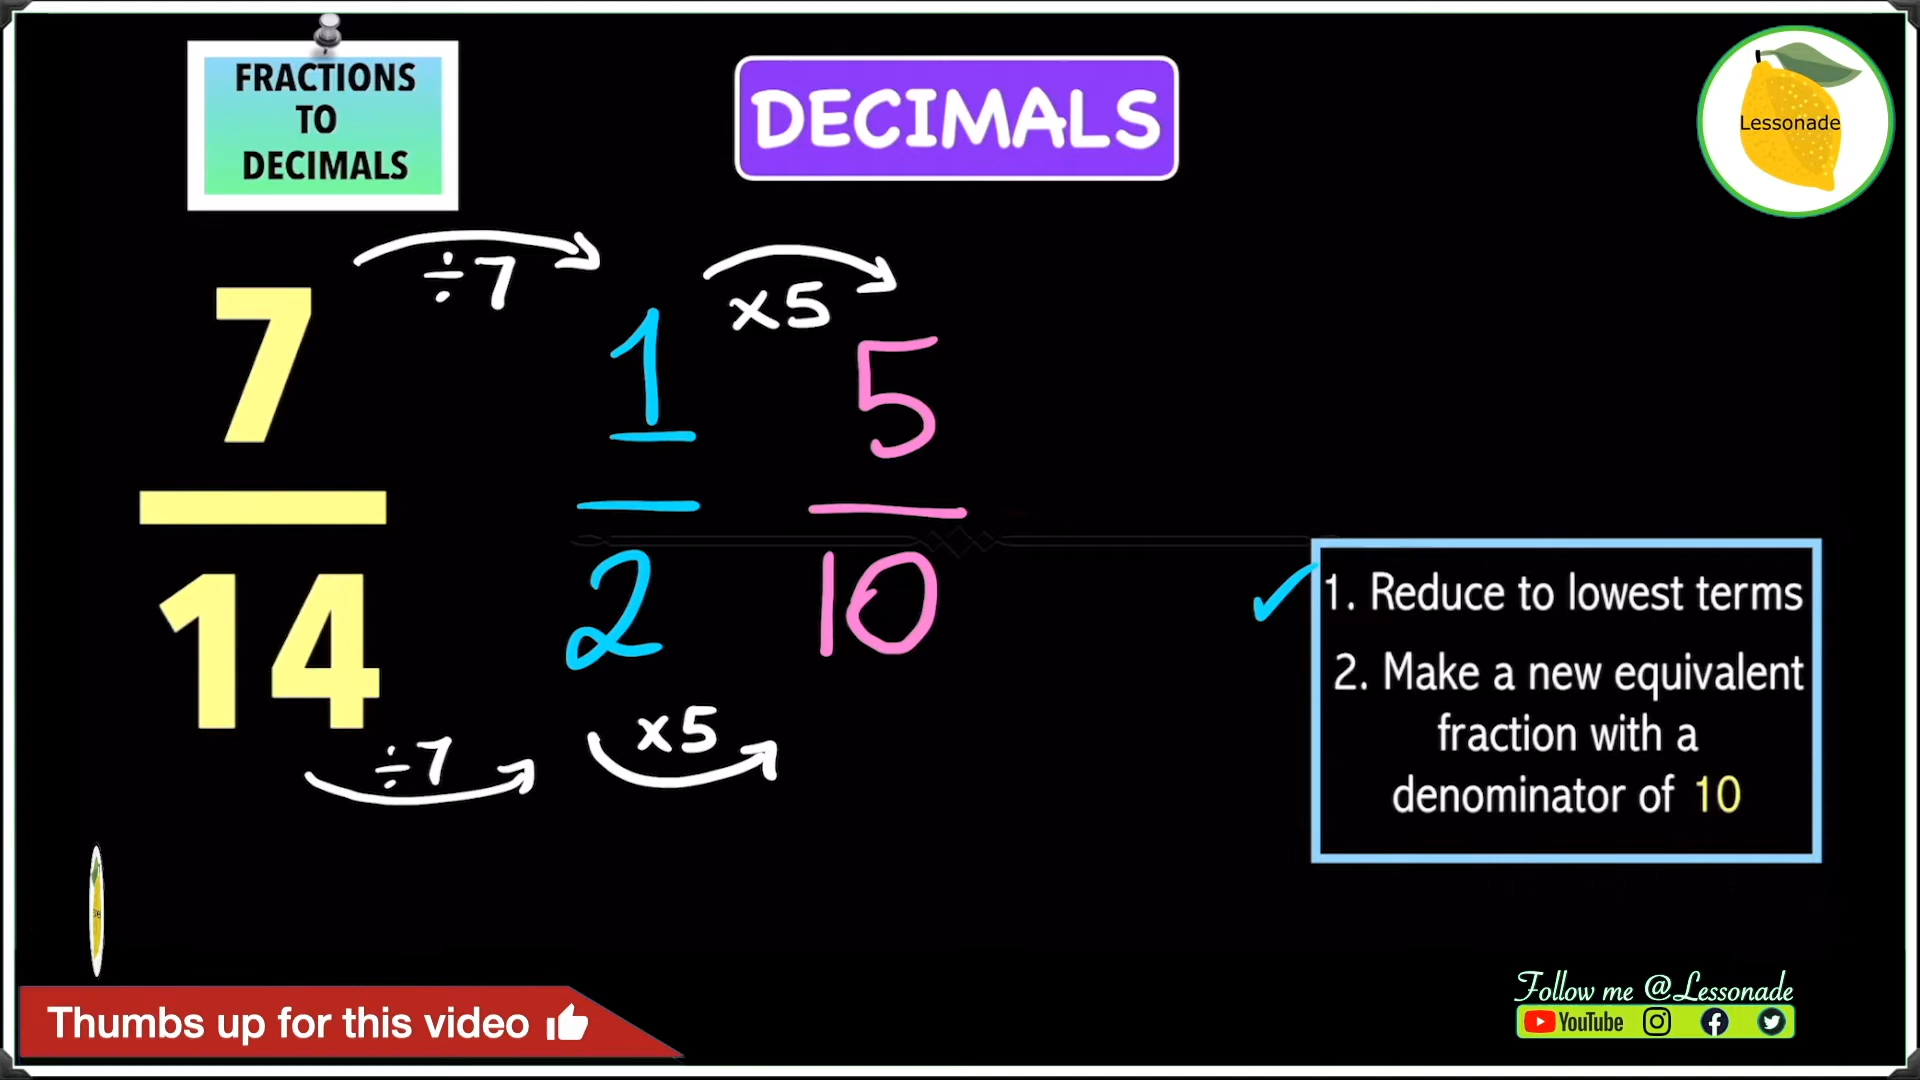 FRACTIONS
TO
DECIMALS
DECIMALS
Lessonade
÷7
×5
7
1
5
14
2
10
÷7
×5
1. Reduce to lowest terms
2. Make a new equivalent
fraction with a
denominator of 10
Thumbs up for this video
Follow me @Lessonade
YouTube